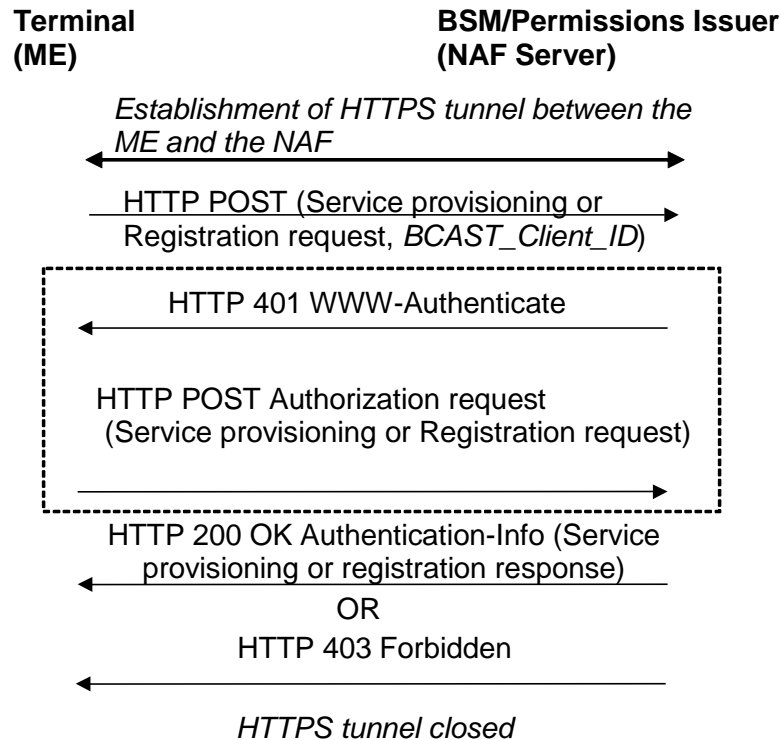 Terminal
(ME)
BSM/Permissions Issuer
(NAF Server)
Establishment of HTTPS tunnel between the
ME and the NAF
HTTP POST (Service provisioning or
Registration request, BCAST_Client_ID)
HTTP 401 WWW-Authenticate
HTTP POST Authorization request
(Service provisioning or Registration request)
HTTP 200 OK Authentication-Info (Service
provisioning or registration response)
OR
HTTP 403 Forbidden
HTTPS tunnel closed